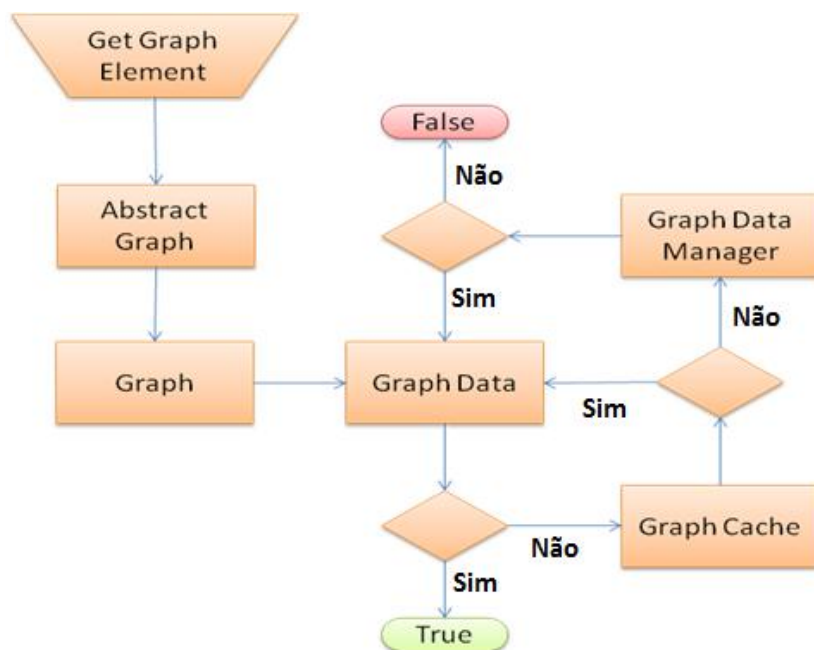 Get Graph
Element
False
Não
Abstract
Graph
Graph Data
Manager
Sim
Não
Graph
Graph Data
Sim
Não
Graph Cache
Sim
True